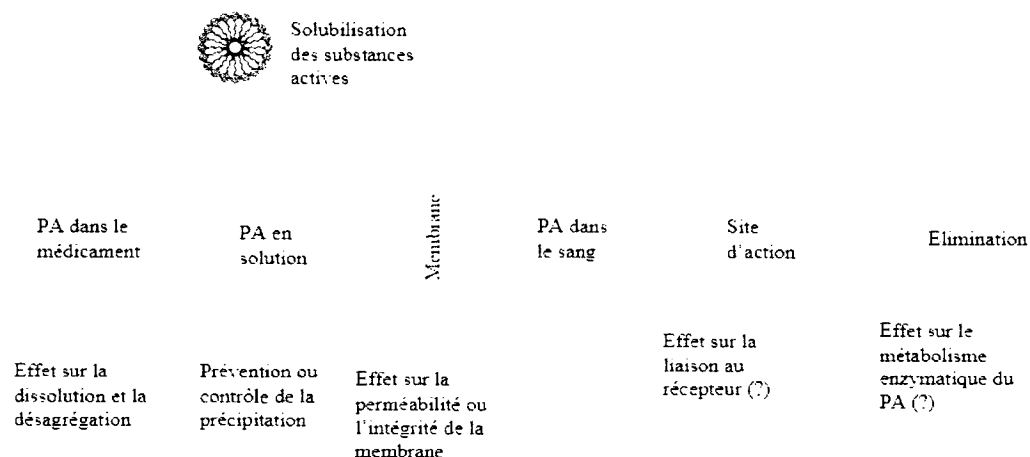 Solubilisation
des substances
actives
PA dans le
médicament
PA en
solution
Membrane
PA dans
le sang
Site
d'action
Elimination
Effet sur la
dissolution et la
désagrégation
Prévention ou
contrôle de la
précipitation
Effet sur la
perméabilité ou
l'intégrité de la
membrane
Effet sur la
liaison au
récepteur (?)
Effet sur le
métabolisme
enzymatique du
PA (?)